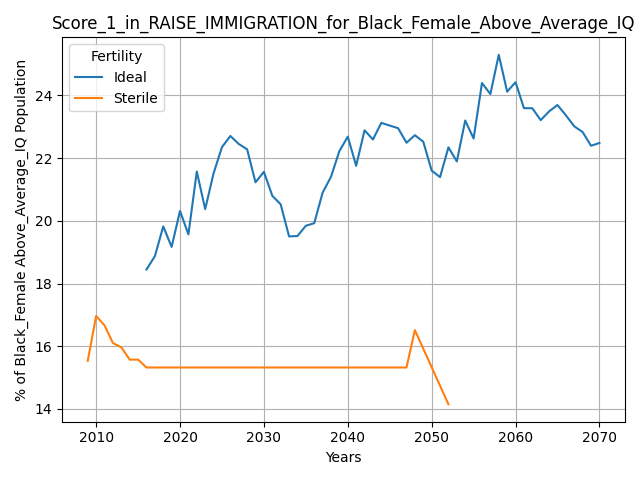 Score_1_in_RAISE_IMMIGRATION_for_Black_Female_Above_Average_IQ
Fertility
Ideal
Sterile
% of Black_Female Above_Average_IQ Population
24
22
20
18
16
14
2010 2020 2030 2040 2050 2060 2070
Years